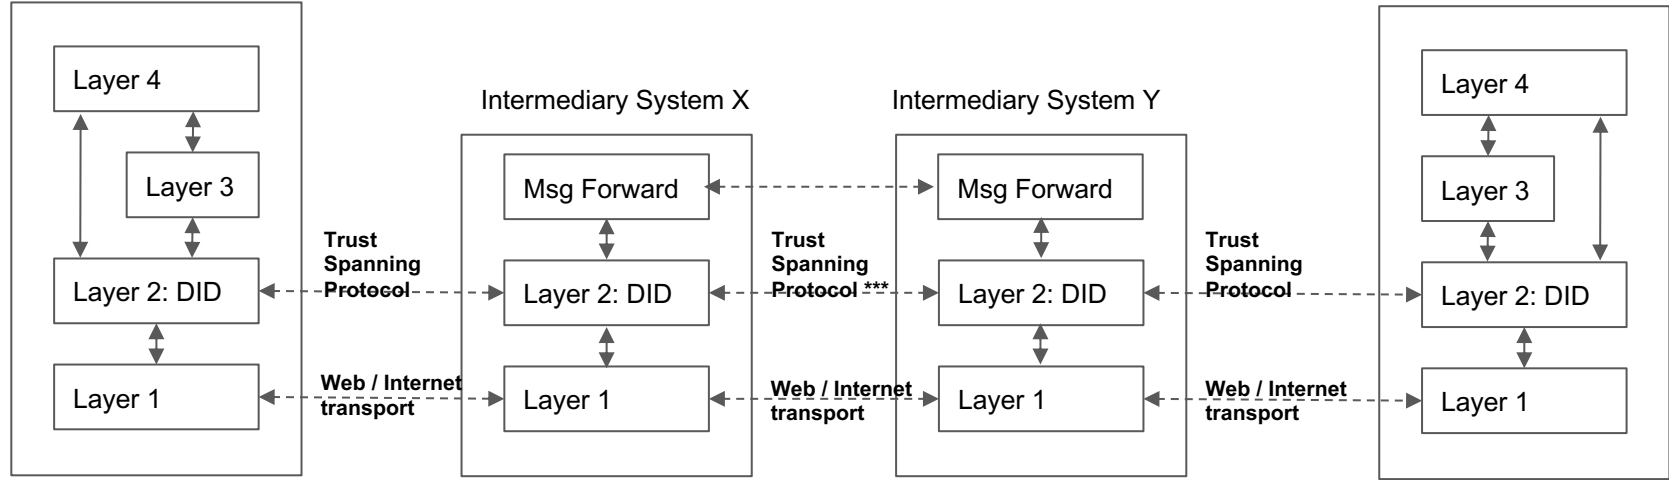 Layer 4
Layer 3
Layer 2: DID
Layer 1
Trust
Spanning
Protocol
Web / Internet
transport
Intermediary System X
Msg Forward
Layer 2: DID
Layer 1
Trust
Spanning
Protocol ***
Web / Internet
transport
Intermediary System Y
Msg Forward
Layer 2: DID
Layer 1
Trust
Spanning
Protocol
Web / Internet
transport
Layer 4
Layer 3
Layer 2: DID
Layer 1